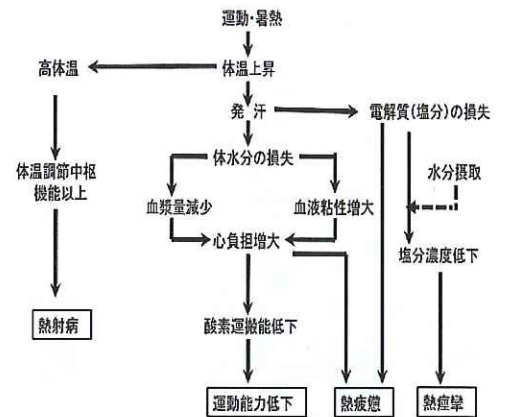 運動・暑熱
高体温
体温上昇
発汗
電解質(塩分)の損失
体温調節中枢
機能以上
体水分の損失
水分摂取
血漿量減少
血液粘性増大
心負担増大
塩分濃度低下
熱射病
酸素運搬能低下
運動能力低下
熱疲憊
熱痙攣